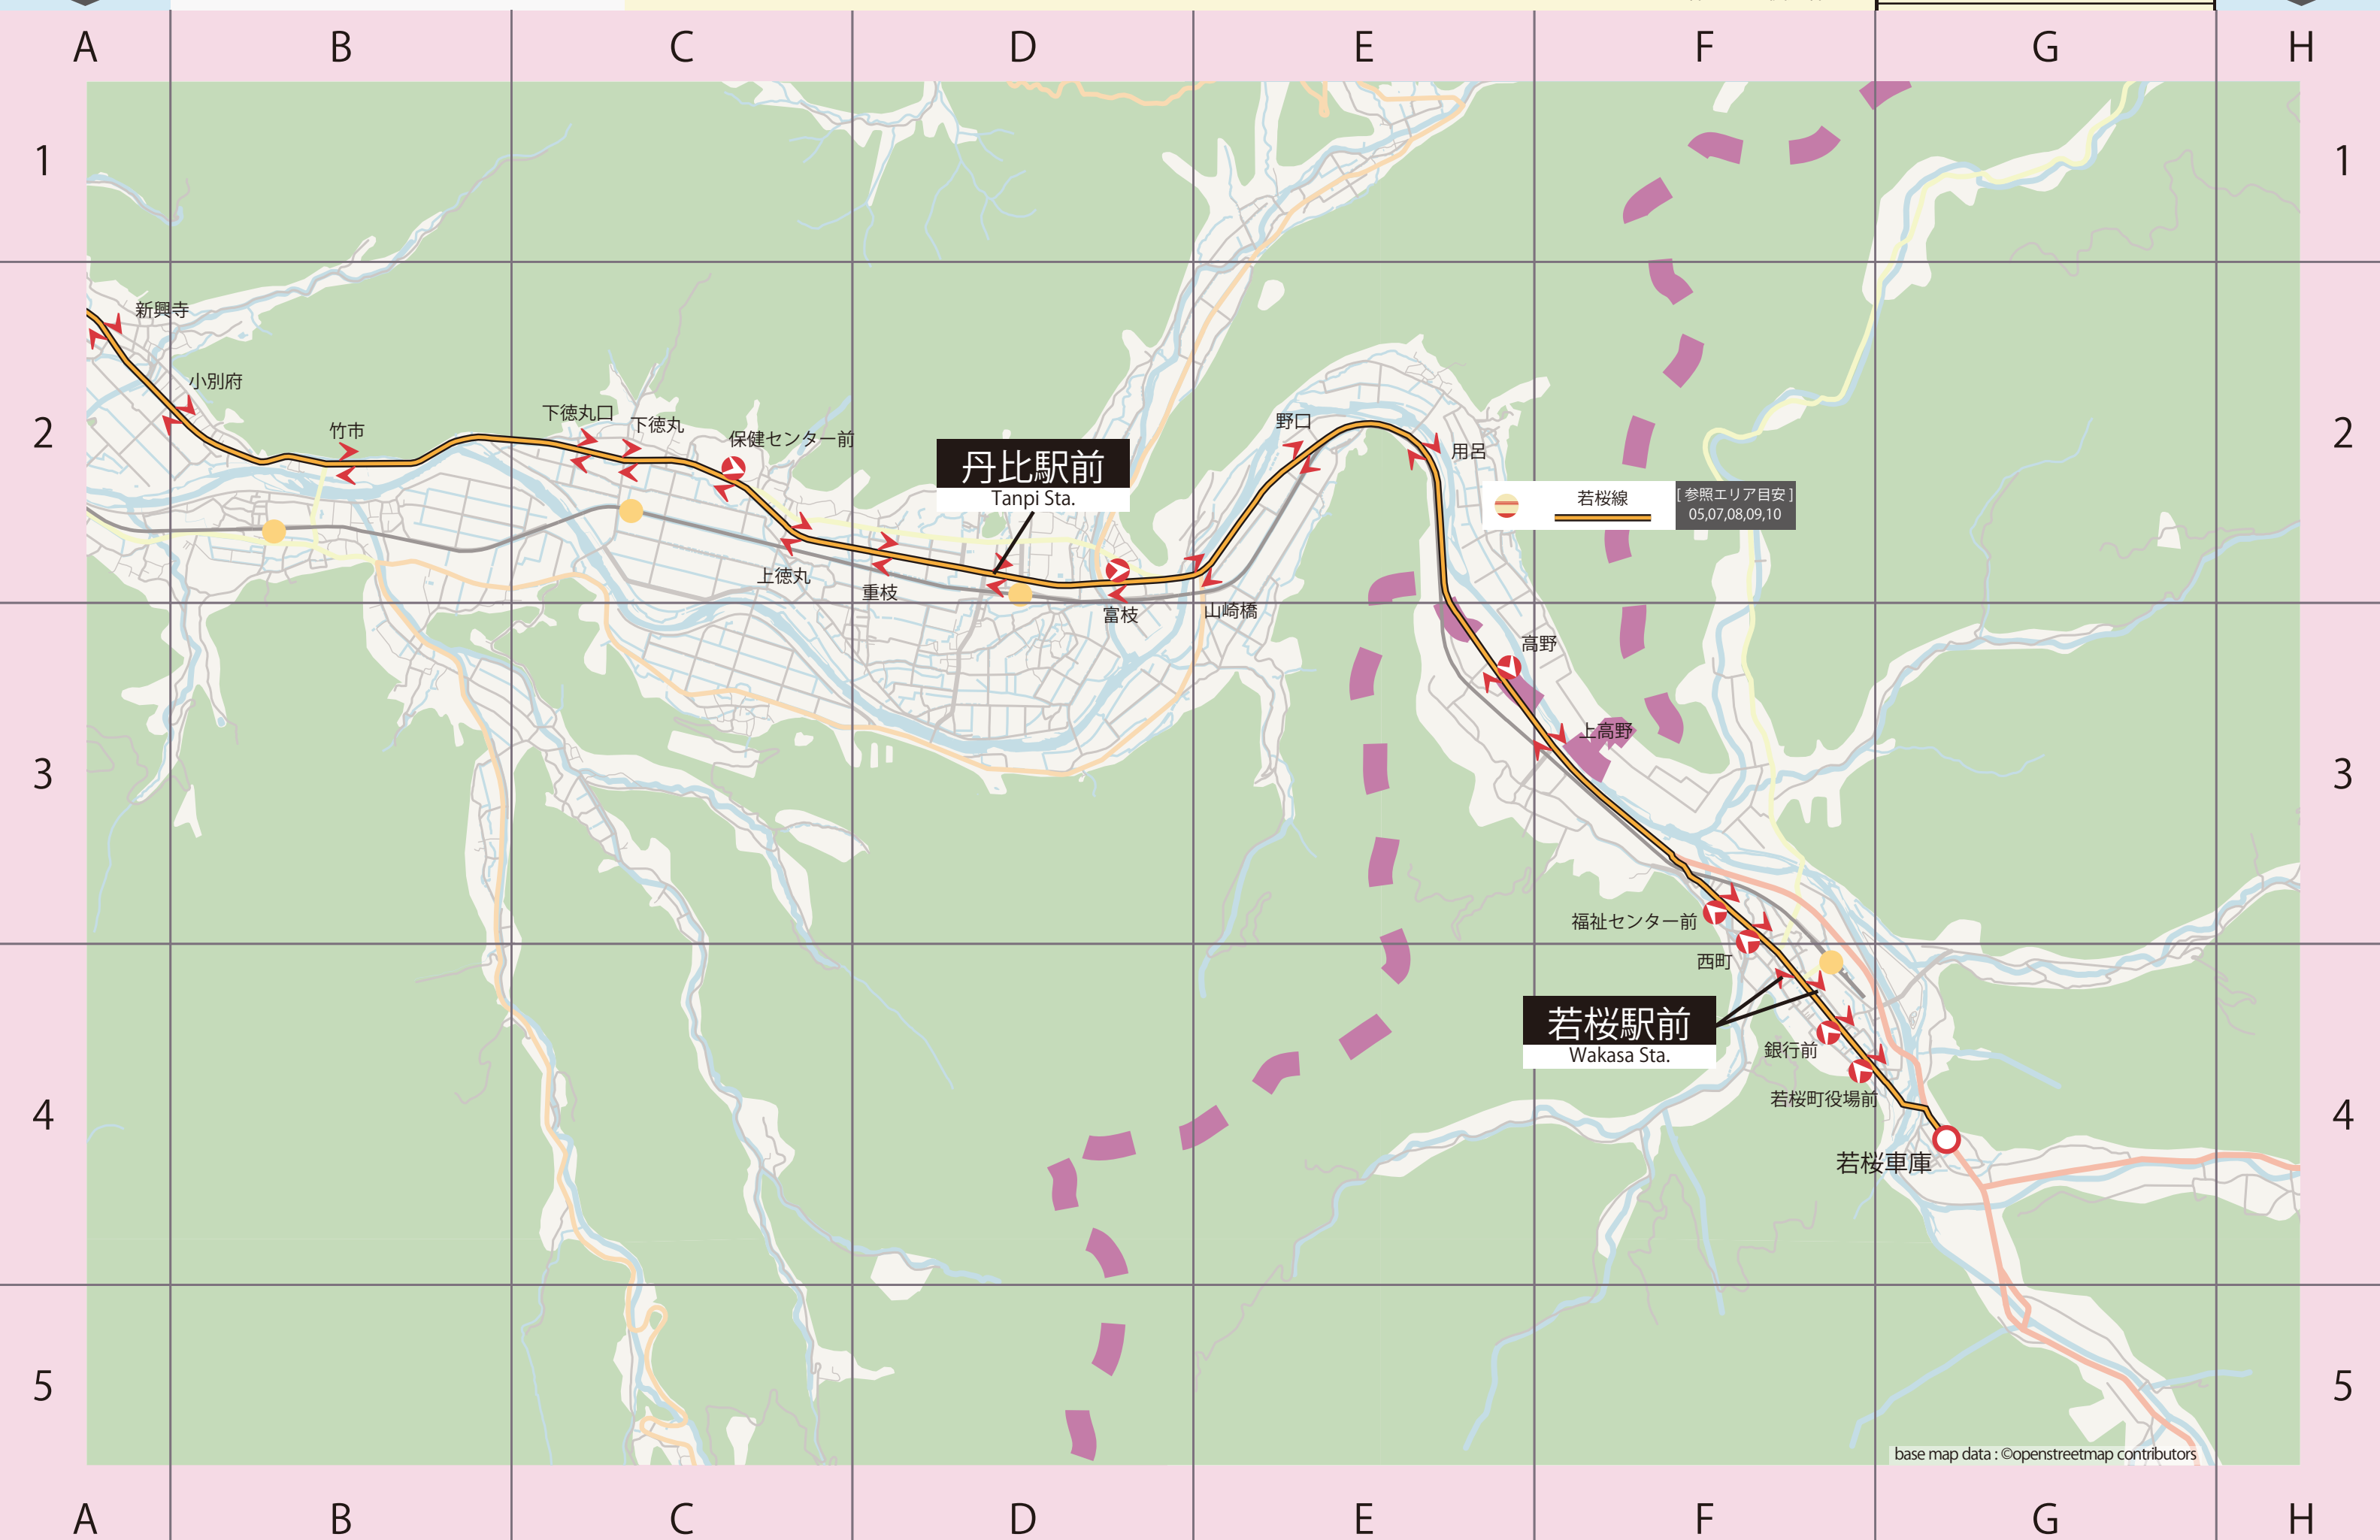 A B C D E F G H
1 1
新興寺
小別府
2 2
竹市
下徳丸口
下徳丸
保健センター前
丹比駅前
Tanpi Sta.
野口
用呂
若桜線
[ 参照エリア目安 ]
05,07,08,09,10
上徳丸
重枝
富枝
山崎橋
高野
上高野
3 3
福祉センター前
西町
若桜駅前
Wakasa Sta.
銀行前
若桜町役場前
4 4
若桜車庫
5 5
base map data : ©openstreetmap contributors
A B C D E F G H